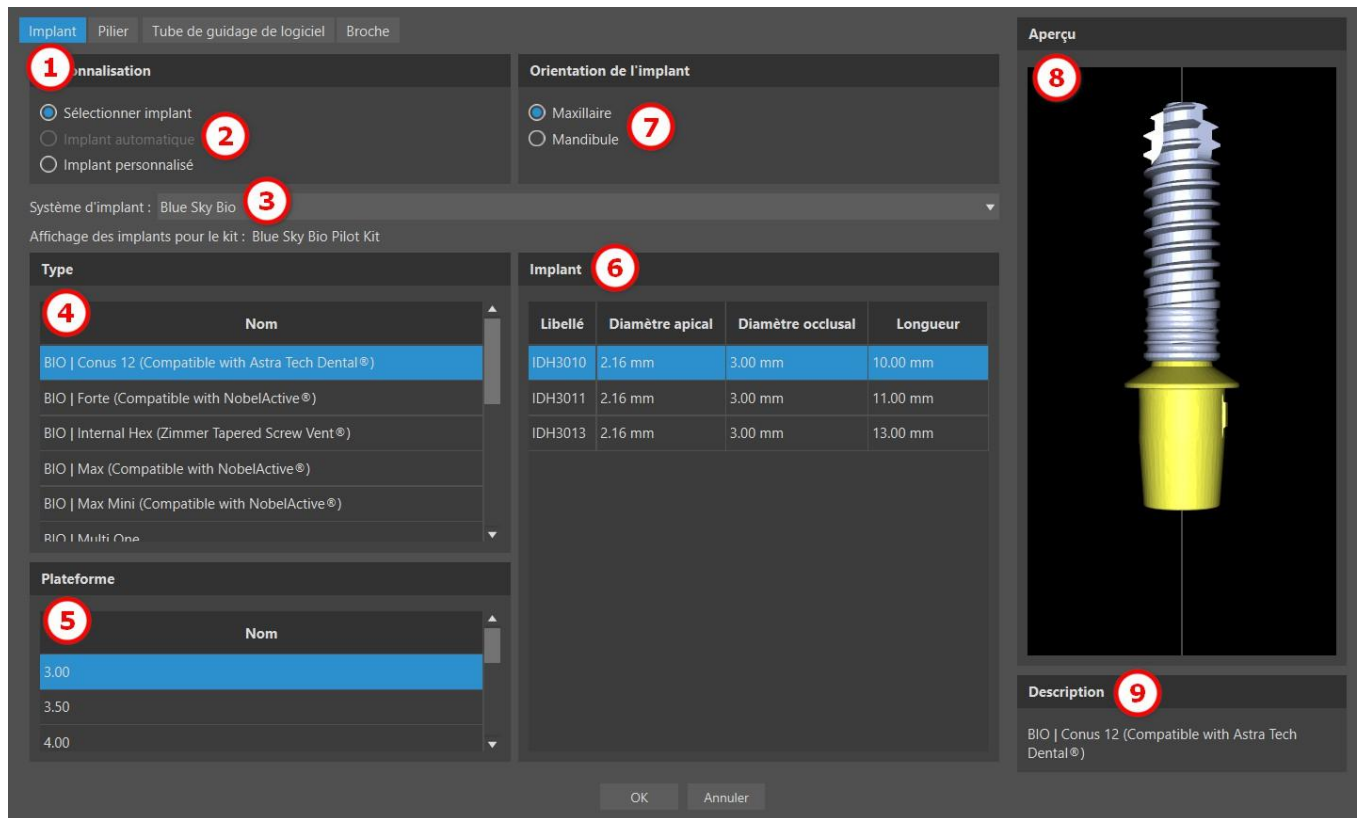 Implant Pilier Tube de guidage de logiciel Broche
1 onnalisation
Sélectionner implant
Implant automatique
2
Implant personnalisé
Orientation de l'implant
Maxillaire
7
Mandibule
Système d'implant : Blue Sky Bio 3
Affichage des implants pour le kit : Blue Sky Bio Pilot Kit
Type
4
Nom
BIO | Conus 12 (Compatible with Astra Tech Dental®)
BIO | Forte (Compatible with NobelActive®)
BIO | Internal Hex (Zimmer Tapered Screw Vent®)
BIO | Max (Compatible with NobelActive®)
BIO | Max Mini (Compatible with NobelActive®)
BIO | Multi One
Plateforme
5
Nom
3.00
3.50
4.00
Implant 6
Libellé Diamètre apical Diamètre occlusal Longueur
IDH3010 2.16 mm 3.00 mm 10.00 mm
IDH3011 2.16 mm 3.00 mm 11.00 mm
IDH3013 2.16 mm 3.00 mm 13.00 mm
Aperçu
8
Description 9
BIO | Conus 12 (Compatible with Astra Tech
Dental®)
OK Annuler